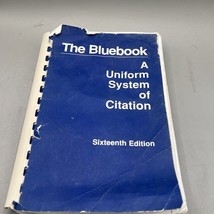 The Bluebook
A
Uniform
System
of
Citation
Sixteenth Edition